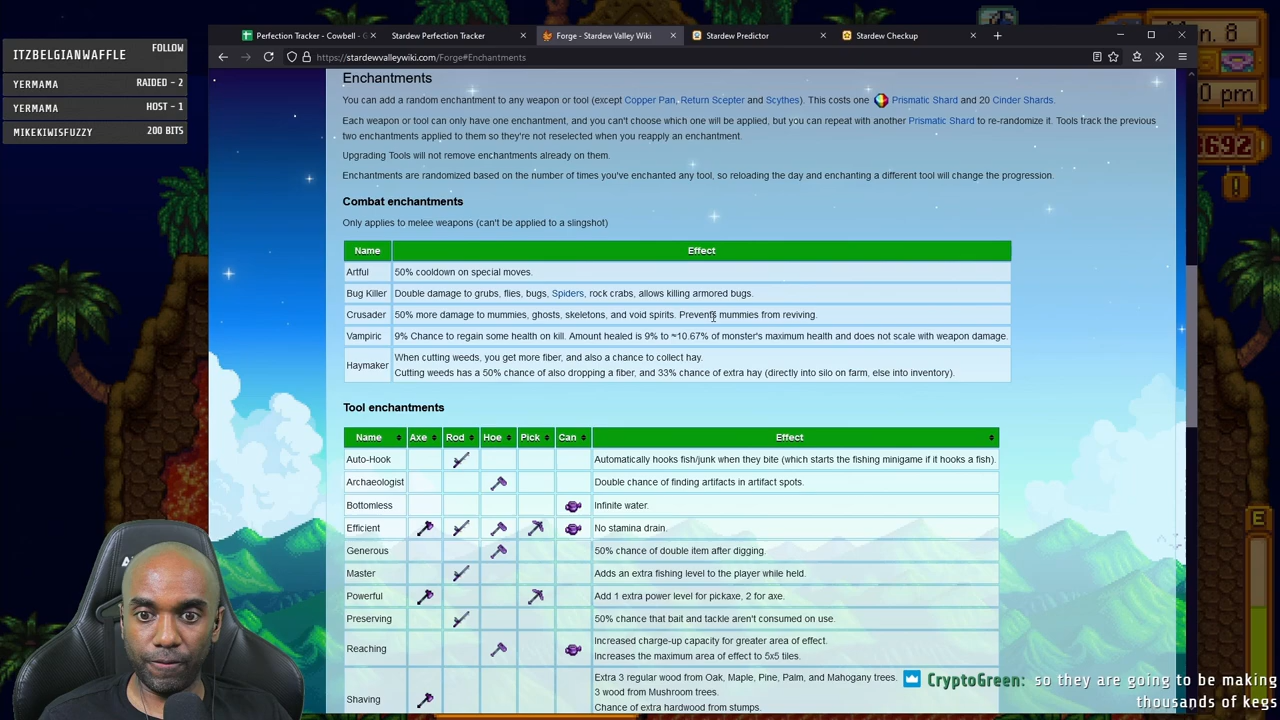 Perfection Tracker - Cowbell - G
Stardew Perfection Tracker
Forge - Stardew Valley Wiki
Stardew Predictor
Stardew Checkup
https://stardewvalleywiki.com/Forge#Enchantments
ITZBELGIANWAFFLE FOLLOW
YERMAMA RAIDED - 2
YERMAMA HOST - 1
MIKEKIWISFUZZY 200 BITS
n. 8
0 pm
8692
Enchantments
You can add a random enchantment to any weapon or tool (except Copper Pan, Return Scepter and Scythes). This costs one Prismatic Shard and 20 Cinder Shards.
Each weapon or tool can only have one enchantment, and you can't choose which one will be applied, but you can repeat with another Prismatic Shard to re-randomize it. Tools track the previous
two enchantments applied to them so they're not reselected when you reapply an enchantment.
Upgrading Tools will not remove enchantments already on them.
Enchantments are randomized based on the number of times you've enchanted any tool, so reloading the day and enchanting a different tool will change the progression.
Combat enchantments
Only applies to melee weapons (can't be applied to a slingshot)
Name Effect
Artful 50% cooldown on special moves.
Bug Killer Double damage to grubs, flies, bugs, Spiders, rock crabs, allows killing armored bugs.
Crusader 50% more damage to mummies, ghosts, skeletons, and void spirits. Prevents mummies from reviving.
Vampiric 9% Chance to regain some health on kill. Amount healed is 9% to ~10.67% of monster's maximum health and does not scale with weapon damage.
Haymaker When cutting weeds, you get more fiber, and also a chance to collect hay.
Cutting weeds has a 50% chance of also dropping a fiber, and 33% chance of extra hay (directly into silo on farm, else into inventory).
Tool enchantments
Name Axe Rod Hoe Pick Can Effect
Auto-Hook Automatically hooks fish/junk when they bite (which starts the fishing minigame if it hooks a fish).
Archaeologist Double chance of finding artifacts in artifact spots.
Bottomless Infinite water.
Efficient No stamina drain.
Generous 50% chance of double item after digging.
Master Adds an extra fishing level to the player while held.
Powerful Add 1 extra power level for pickaxe, 2 for axe.
Preserving 50% chance that bait and tackle aren't consumed on use.
Reaching Increased charge-up capacity for greater area of effect.
Increases the maximum area of effect to 5x5 tiles.
Shaving Extra 3 regular wood from Oak, Maple, Pine, Palm, and Mahogany trees.
3 wood from Mushroom trees.
Chance of extra hardwood from stumps.
E
CryptoGreen: so they are going to be making
thousands of kegs